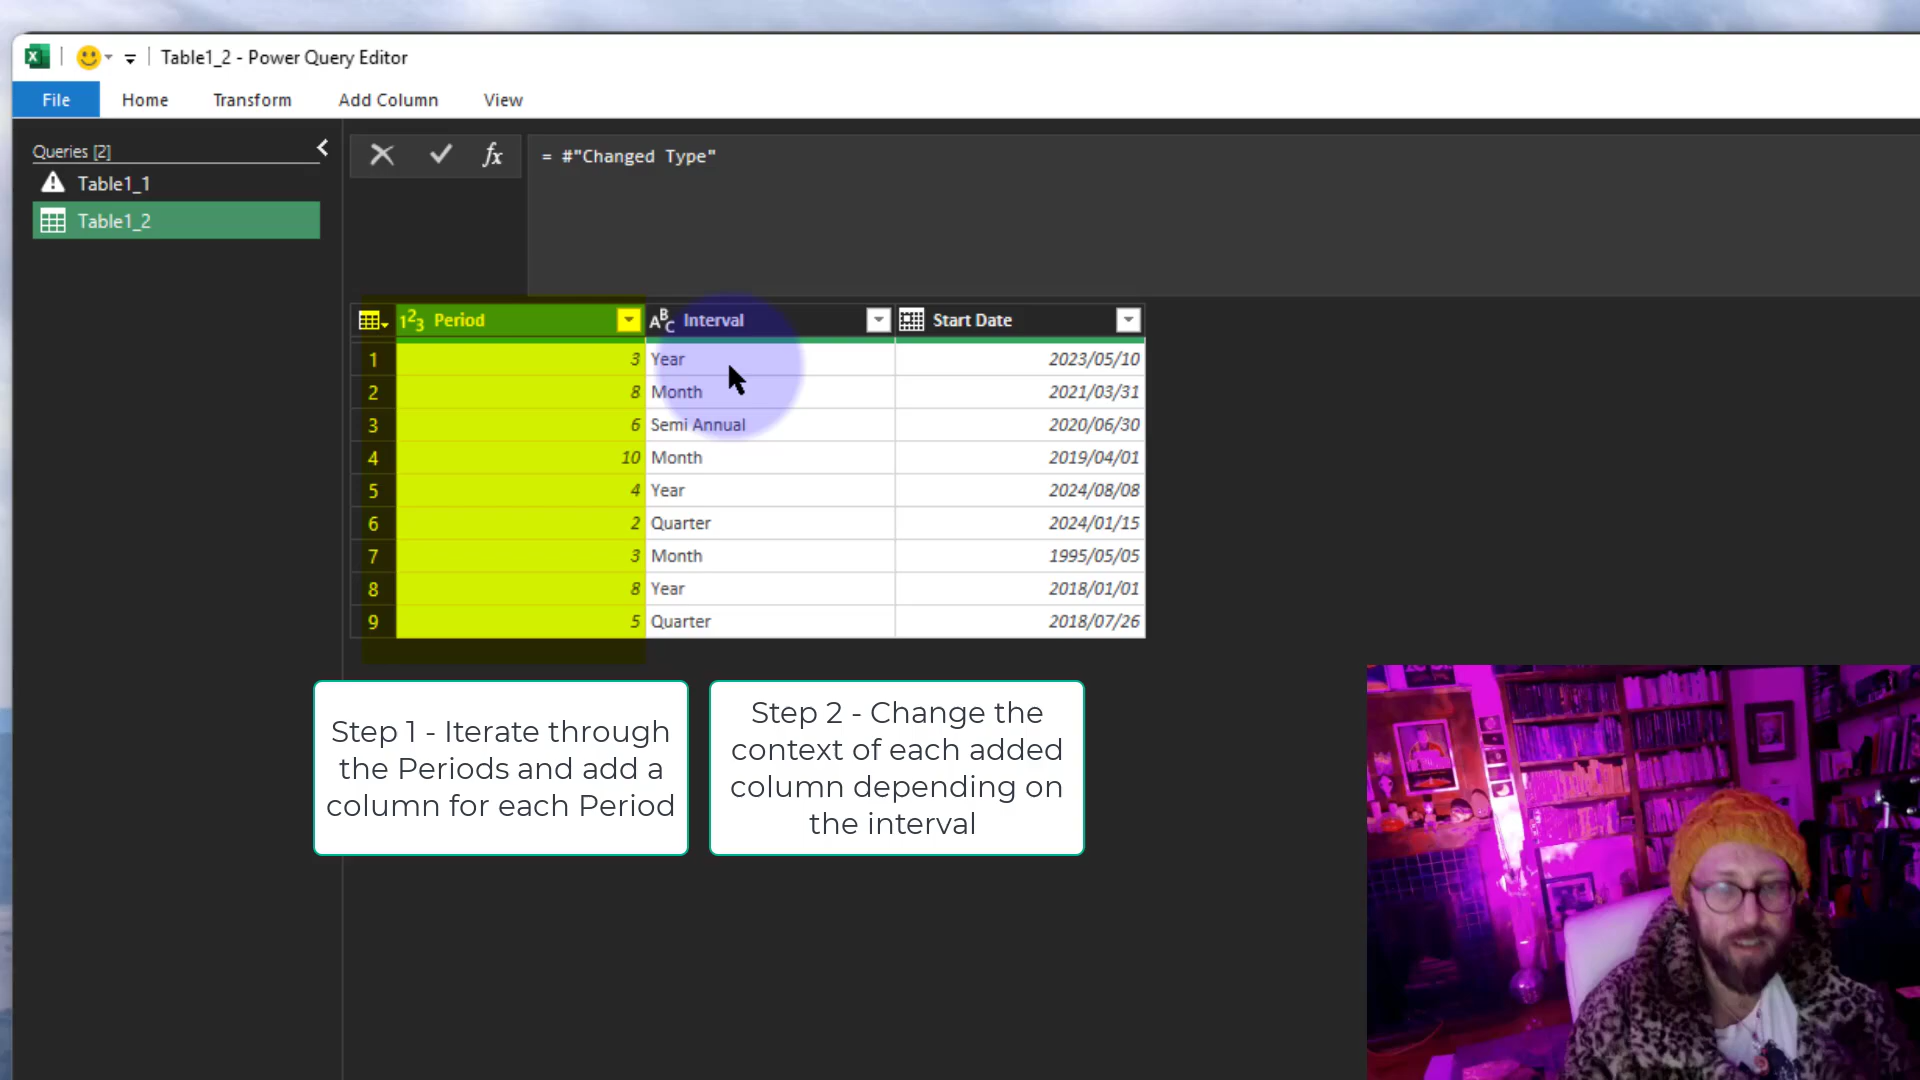 Table1_2 - Power Query Editor
File Home Transform Add Column View
Queries [2]
Table1_1
Table1_2
fx
= #"Changed Type"
123 Period ABC Interval Start Date
1 3 Year 2023/05/10
2 8 Month 2021/03/31
3 6 Semi Annual 2020/06/30
4 10 Month 2019/04/01
5 4 Year 2024/08/08
6 2 Quarter 2024/01/15
7 3 Month 1995/05/05
8 8 Year 2018/01/01
9 5 Quarter 2018/07/26
Step 1 - Iterate through
the Periods and add a
column for each Period
Step 2 - Change the
context of each added
column depending on
the interval